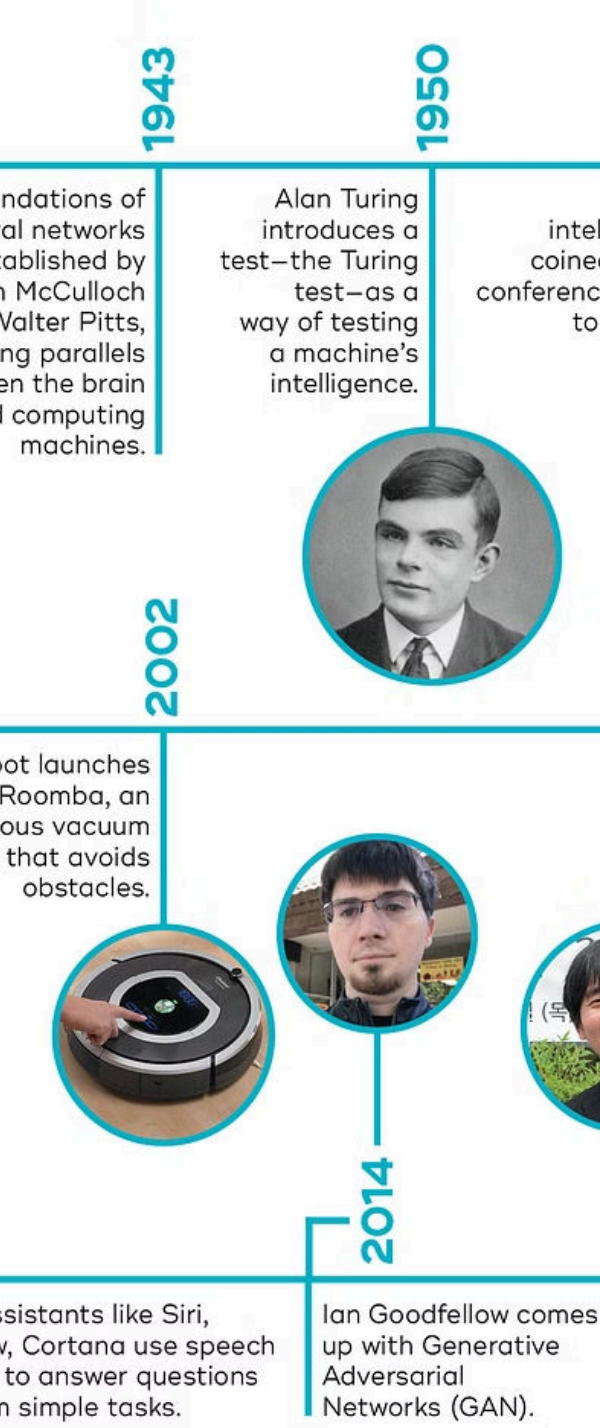 1943
ndations of
al networks
tablished by
n McCulloch
Walter Pitts,
ng parallels
en the brain
d computing
machines.
1950
Alan Turing
introduces a
test—the Turing
test—as a
way of testing
a machine's
intelligence.
intel
coine
conferenc
to
2002
ot launches
Roomba, an
ous vacuum
that avoids
obstacles.
(목
2014
ssistants like Siri,
w, Cortana use speech
to answer questions
m simple tasks.
Ian Goodfellow comes
up with Generative
Adversarial
Networks (GAN).